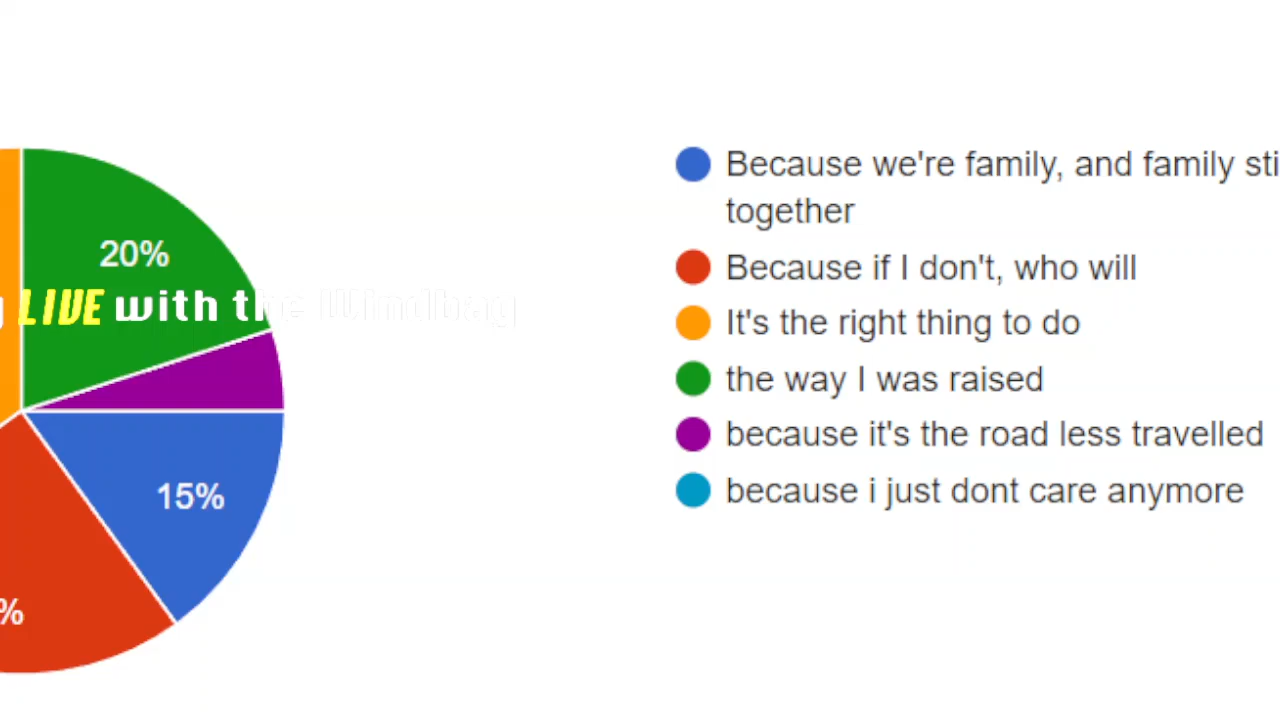 20%
LIVE with the Windbag
15%
%
Because we're family, and family
together
Because if I don't, who will
It's the right thing to do
the way I was raised
because it's the road less travelled
because i just dont care anymore